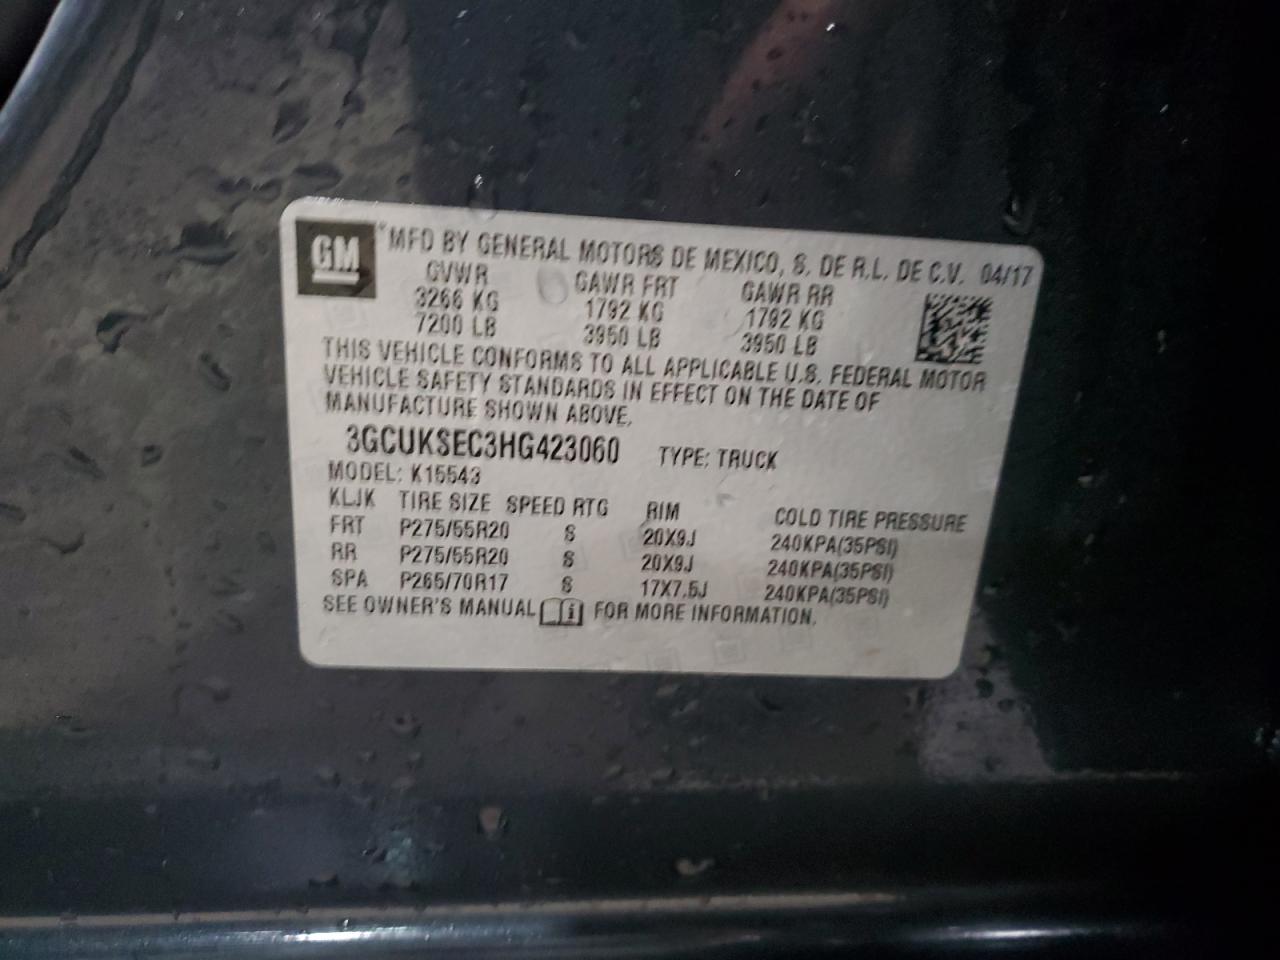 GM
*MFD BY GENERAL MOTORS DE MEXICO, S. DE R.L. DE C.V. 04/17
GVWR GAWR FRT GAWR RR
3266 KG 1792 KG 1792 KG
7200 LB 3950 LB 3950 LB
THIS VEHICLE CONFORMS TO ALL APPLICABLE U.S. FEDERAL MOTOR
VEHICLE SAFETY STANDARDS IN EFFECT ON THE DATE OF
MANUFACTURE SHOWN ABOVE.
3GCUKSEC3HG423060 TYPE: TRUCK
MODEL: K15543
KLJK TIRE SIZE SPEED RTG RIM COLD TIRE PRESSURE
FRT P275/55R20 S 20X9J 240KPA(35PSI)
RR P275/55R20 S 20X9J 240KPA(35PSI)
SPA P265/70R17 S 17X7.5J 240KPA(35PSI)
SEE OWNER'S MANUAL i FOR MORE INFORMATION.